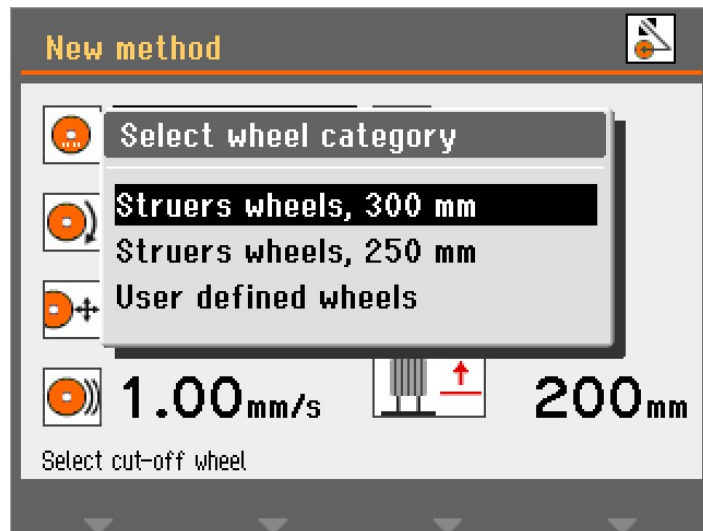 New method
Select wheel category
Struers wheels, 300 mm
Struers wheels, 250 mm
User defined wheels
1.00mm/s 200mm
Select cut-off wheel